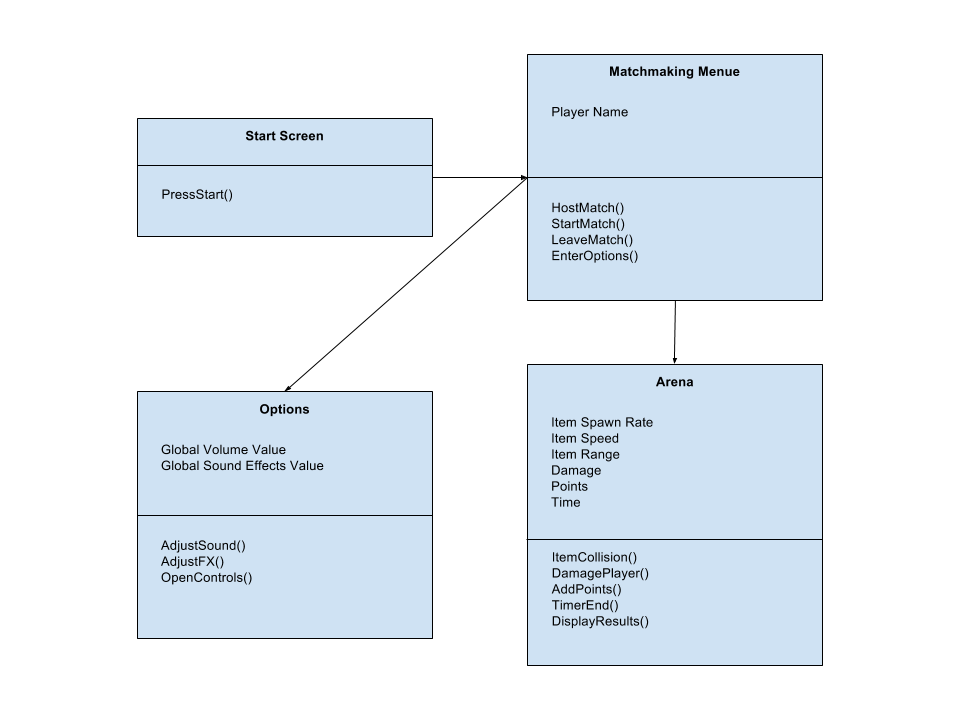 Start Screen
PressStart()
Matchmaking Menue
Player Name
HostMatch()
StartMatch()
LeaveMatch()
EnterOptions()
Options
Global Volume Value
Global Sound Effects Value
AdjustSound()
AdjustFX()
OpenControls()
Arena
Item Spawn Rate
Item Speed
Item Range
Damage
Points
Time
ItemCollision()
DamagePlayer()
AddPoints()
TimerEnd()
DisplayResults()